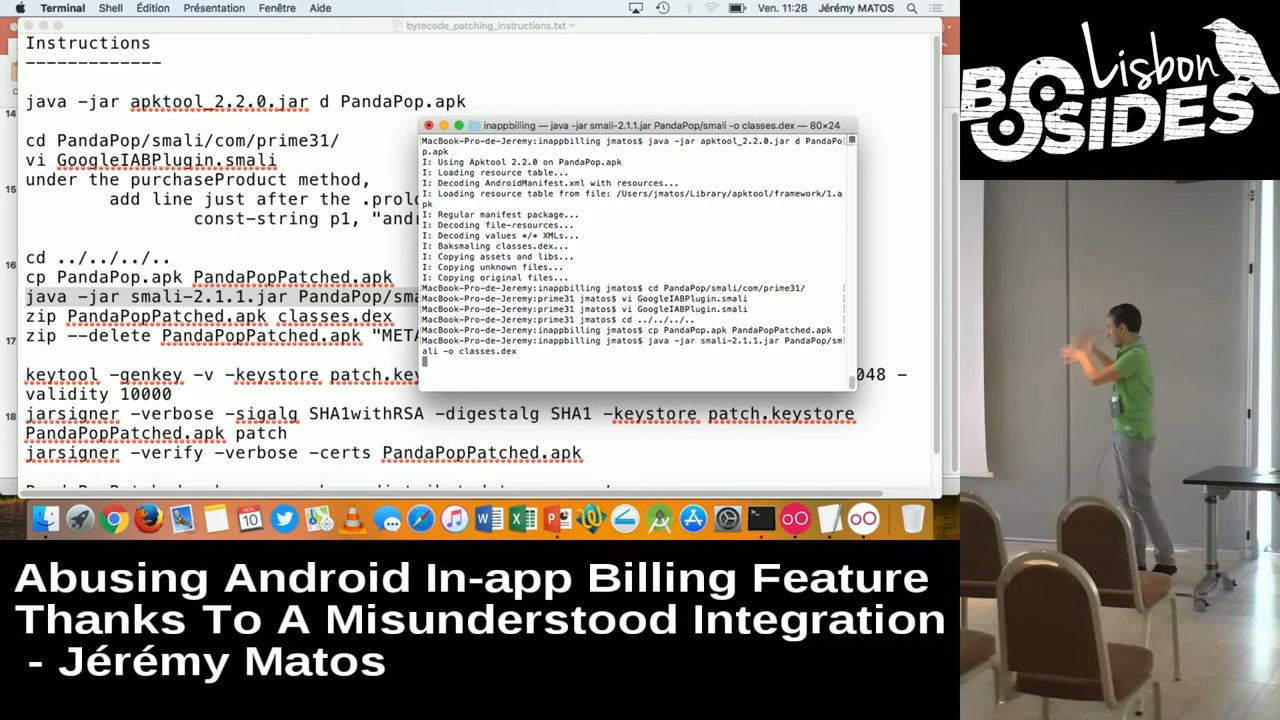 Terminal Shell Édition Présentation Fenêtre Aide Ven. 11:28 Jérémy MATOS
bytecode_patching_instructions.txt
Instructions
-------------
java -jar apktool_2.2.0.jar d PandaPop.apk
cd PandaPop/smali/com/prime31/
vi GoogleIABPlugin.smali
under the purchaseProduct method,
add line just after the .prolo
const-string p1, "andr
cd ../../../..
cp PandaPop.apk PandaPopPatched.apk
java -jar smali-2.1.1.jar PandaPop/sma
zip PandaPopPatched.apk classes.dex
zip --delete PandaPopPatched.apk "META
keytool -genkey -v -keystore patch.key 048 -
validity 10000
jarsigner -verbose -sigalg SHA1withRSA -digestalg SHA1 -keystore patch.keystore
PandaPopPatched.apk patch
jarsigner -verify -verbose -certs PandaPopPatched.apk
14
15
16
17
18
inappbilling — java -jar smali-2.1.1.jar PandaPop/smali -o classes.dex — 80×24
MacBook-Pro-de-Jeremy:inappbilling jmatos$ java -jar apktool_2.2.0.jar d PandaPo
p.apk
I: Using Apktool 2.2.0 on PandaPop.apk
I: Loading resource table...
I: Decoding AndroidManifest.xml with resources...
I: Loading resource table from file: /Users/jmatos/Library/apktool/framework/1.a
pk
I: Regular manifest package...
I: Decoding file-resources...
I: Decoding values */* XMLs...
I: Baksmaling classes.dex...
I: Copying assets and libs...
I: Copying unknown files...
I: Copying original files...
MacBook-Pro-de-Jeremy:inappbilling jmatos$ cd PandaPop/smali/com/prime31/
MacBook-Pro-de-Jeremy:prime31 jmatos$ vi GoogleIABPlugin.smali
MacBook-Pro-de-Jeremy:prime31 jmatos$ vi GoogleIABPlugin.smali
MacBook-Pro-de-Jeremy:prime31 jmatos$ cd ../../../..
MacBook-Pro-de-Jeremy:inappbilling jmatos$ cp PandaPop.apk PandaPopPatched.apk
MacBook-Pro-de-Jeremy:inappbilling jmatos$ java -jar smali-2.1.1.jar PandaPop/sm
ali -o classes.dex
NOV
10
Lisbon
BSIDES
Abusing Android In-app Billing Feature
Thanks To A Misunderstood Integration
- Jérémy Matos